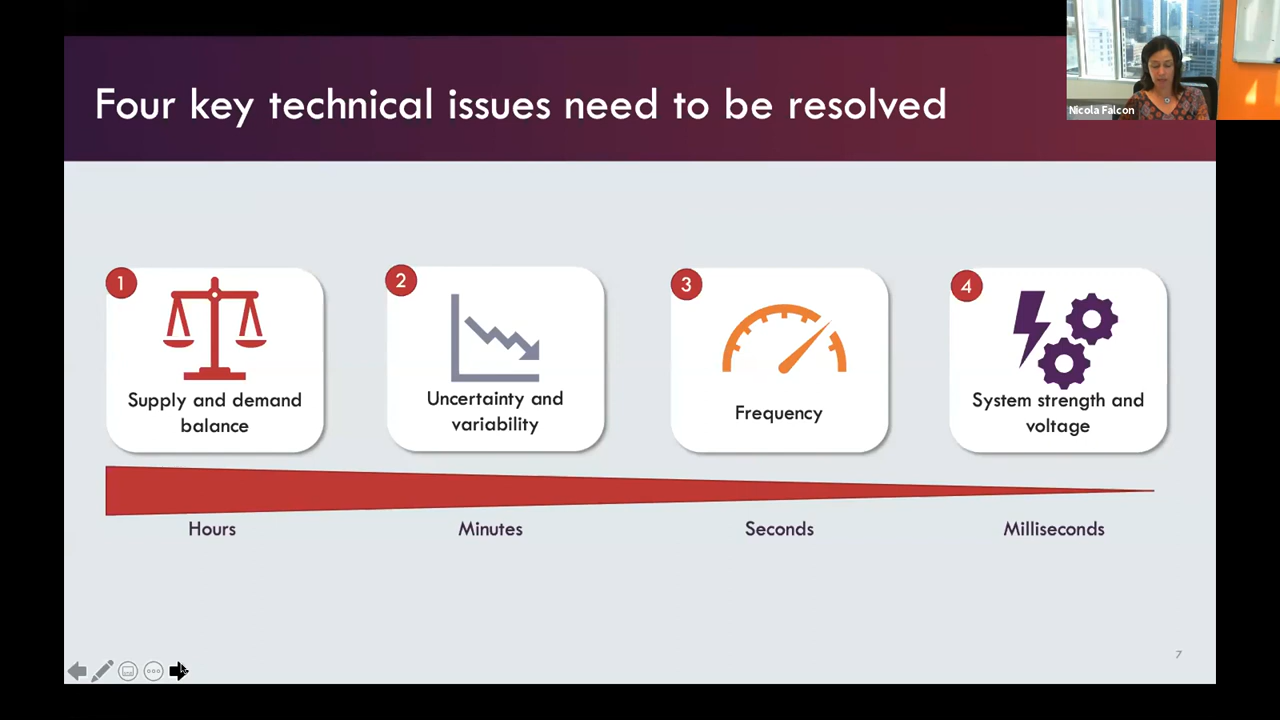 Four key technical issues need to be resolved
Nicola Falcon
1
2
3
4
Supply and demand
balance
Uncertainty and
variability
Frequency
System strength and
voltage
Hours
Minutes
Seconds
Milliseconds
7